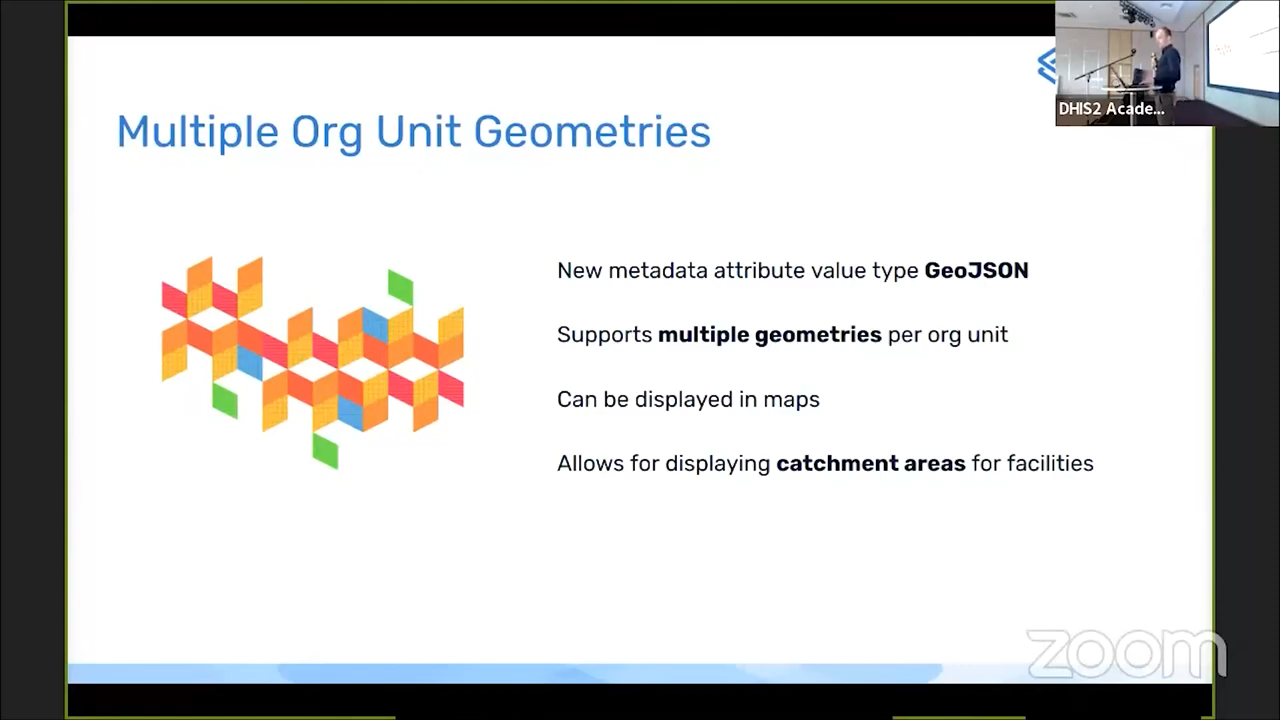 DHIS2 Acade...
Multiple Org Unit Geometries
New metadata attribute value type GeoJSON
Supports multiple geometries per org unit
Can be displayed in maps
Allows for displaying catchment areas for facilities
zoom